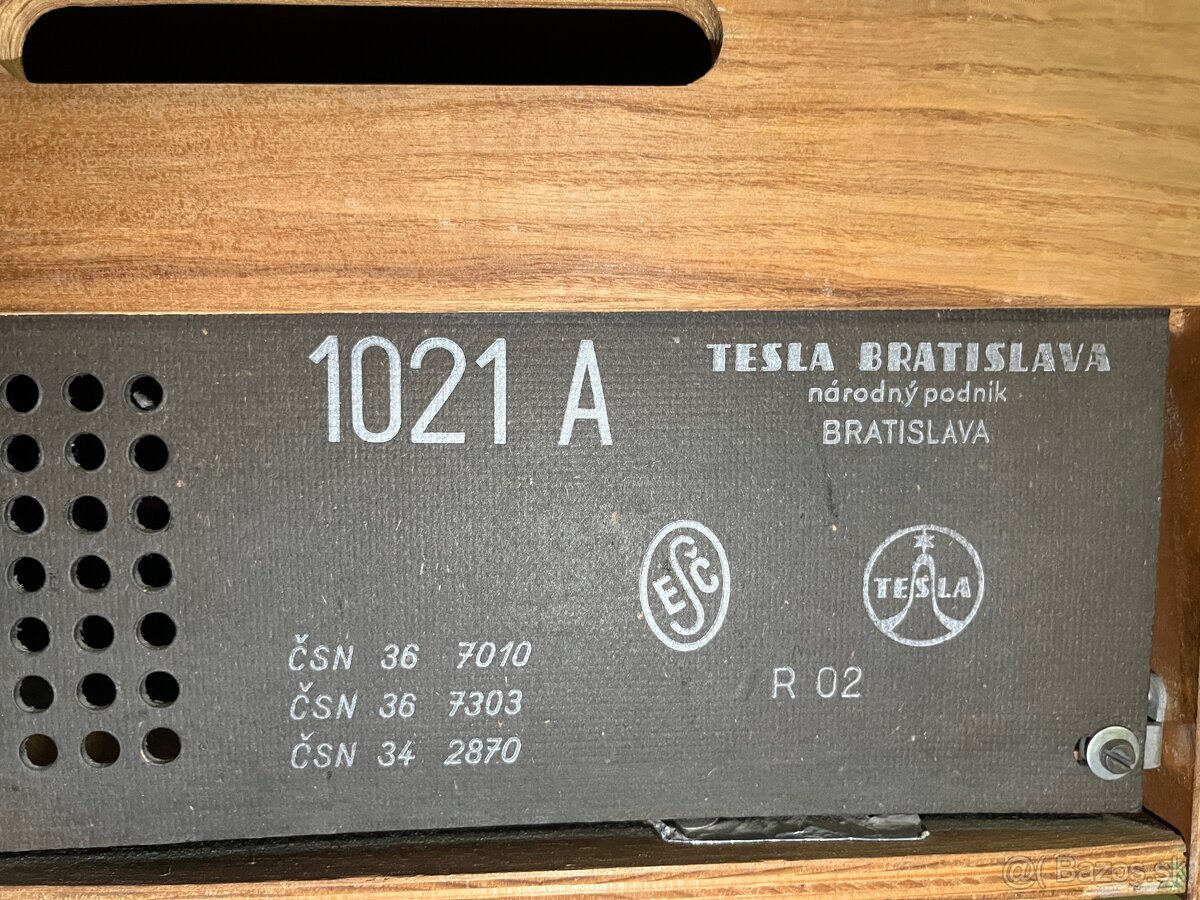 1021 A
TESLA BRATISLAVA
národný podnik
BRATISLAVA
ESC
TESLA
ČSN 36 7010
ČSN 36 7303
ČSN 34 2870
R 02
@( Bazos.sk